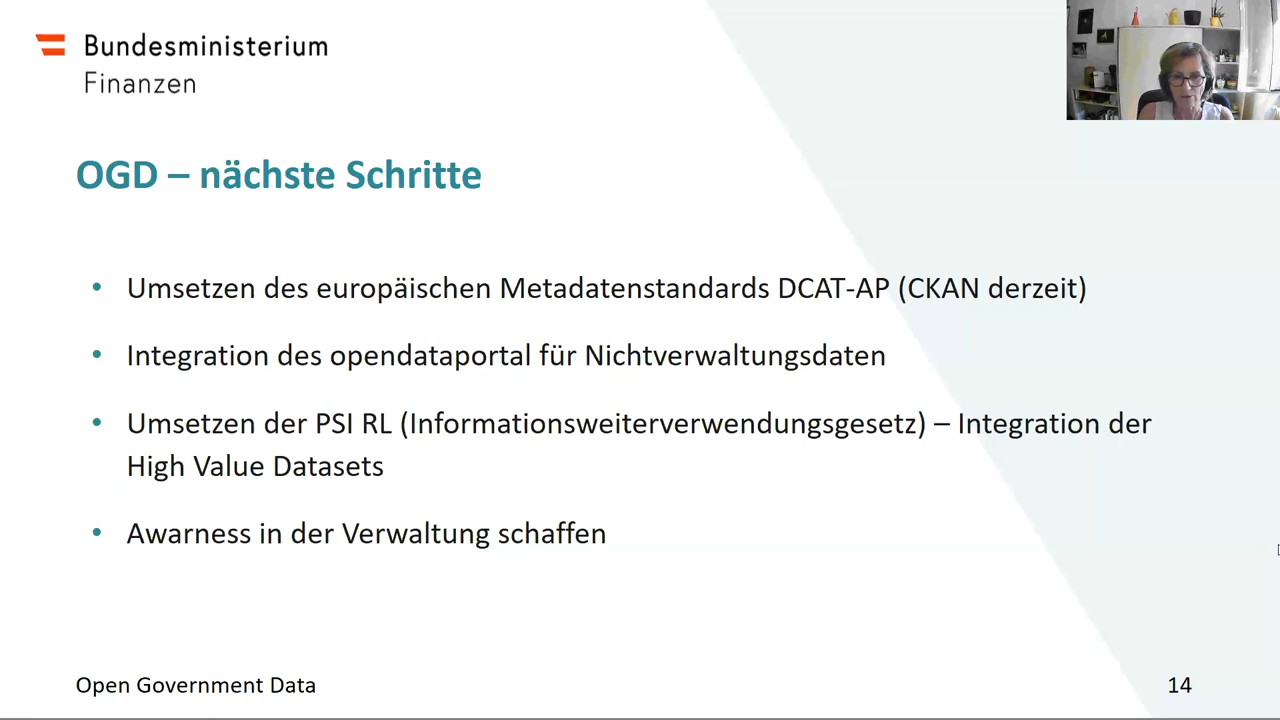 Bundesministerium
Finanzen
OGD – nächste Schritte
• Umsetzen des europäischen Metadatenstandards DCAT-AP (CKAN derzeit)
• Integration des opendataportal für Nichtverwaltungsdaten
• Umsetzen der PSI RL (Informationsweiterverwendungsgesetz) – Integration der
High Value Datasets
• Awarness in der Verwaltung schaffen
Open Government Data
14